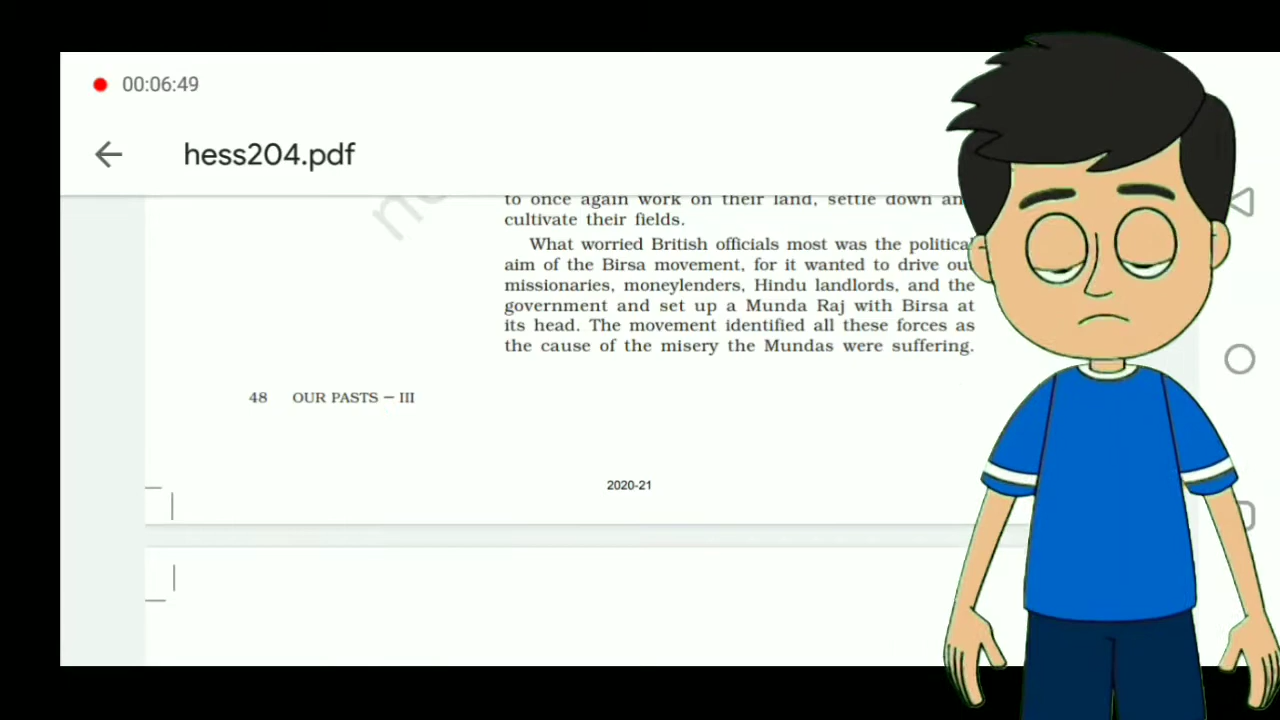 00:06:49
hess204.pdf
to once again work on their land, settle down an
cultivate their fields.
What worried British officials most was the politica
aim of the Birsa movement, for it wanted to drive ou
missionaries, moneylenders, Hindu landlords, and the
government and set up a Munda Raj with Birsa at
its head. The movement identified all these forces as
the cause of the misery the Mundas were suffering.
48 OUR PASTS – III
2020-21